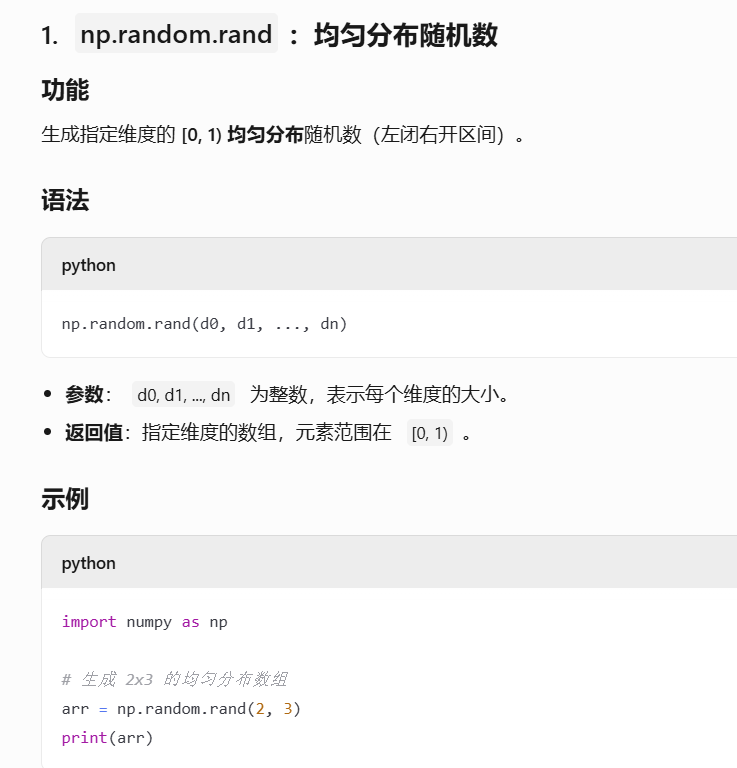 1. np.random.rand ：均匀分布随机数
功能
生成指定维度的 [0, 1) 均匀分布随机数（左闭右开区间）。
语法
python
np.random.rand(d0, d1, ..., dn)
• 参数： d0, d1, ..., dn 为整数，表示每个维度的大小。
• 返回值：指定维度的数组，元素范围在 [0, 1) 。
示例
python
import numpy as np
# 生成 2x3 的均匀分布数组
arr = np.random.rand(2, 3)
print(arr)